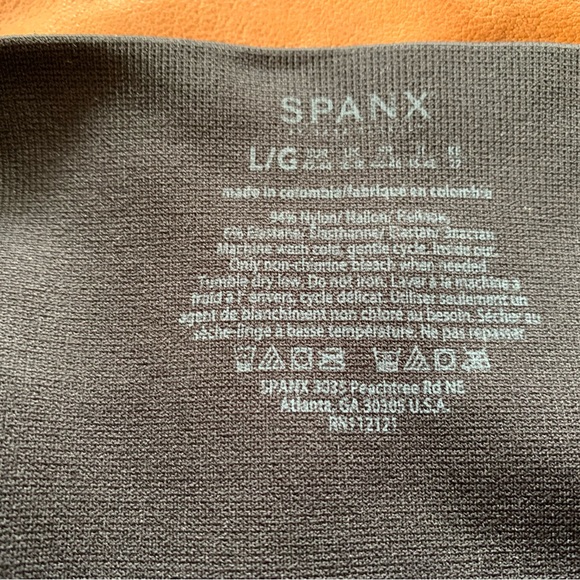 SPANX
L/G
made in colombia/fabriqué en colombia
94% Nylon/ Nailon/
6% Elastane/ Elasthanne/ Elastan/ Эластан
Machine wash cold, gentle cycle. Inside out.
Only non-chlorine bleach when needed.
Tumble dry low. Do not iron. Laver à la machine à
froid à l' envers, cycle délicat. Utiliser seulement un
agent de blanchiment non chloré au besoin. Sécher au
sèche-linge à basse température. Ne pas repasser
SPANX 3035 Peachtree Rd NE
Atlanta, GA 30305 U.S.A.
RN112121